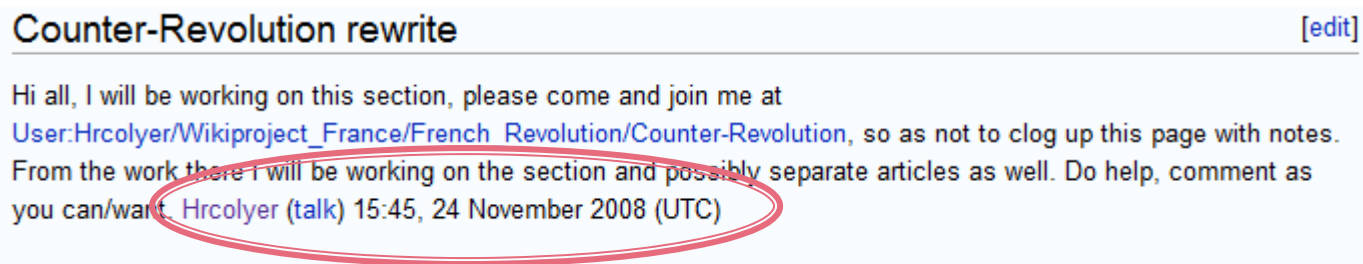 Counter-Revolution rewrite [edit]
Hi all, I will be working on this section, please come and join me at
User:Hrcolyer/Wikiproject_France/French_Revolution/Counter-Revolution, so as not to clog up this page with notes.
From the work there I will be working on the section and possibly separate articles as well. Do help, comment as
you can/want. Hrcolyer (talk) 15:45, 24 November 2008 (UTC)